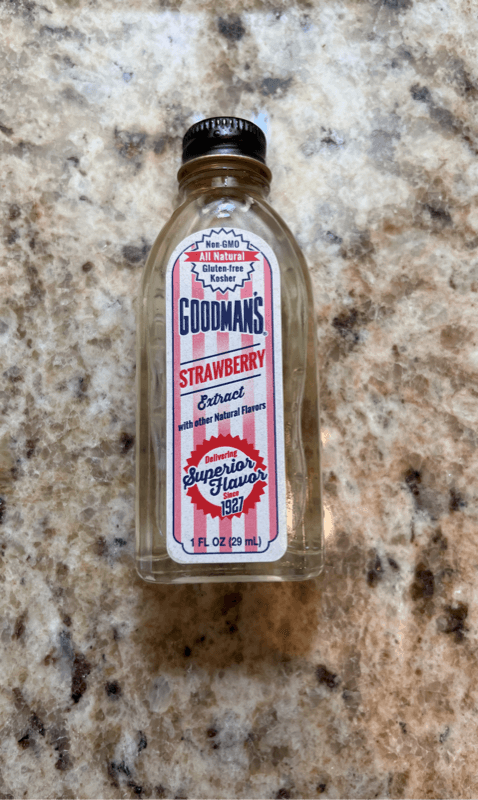 Non-GMO
All Natural
Gluten-free
Kosher
GOODMAN'S®
STRAWBERRY
Extract
with other Natural Flavors
Delivering
Superior
Flavor
Since
1927
1 FL OZ (29 mL)